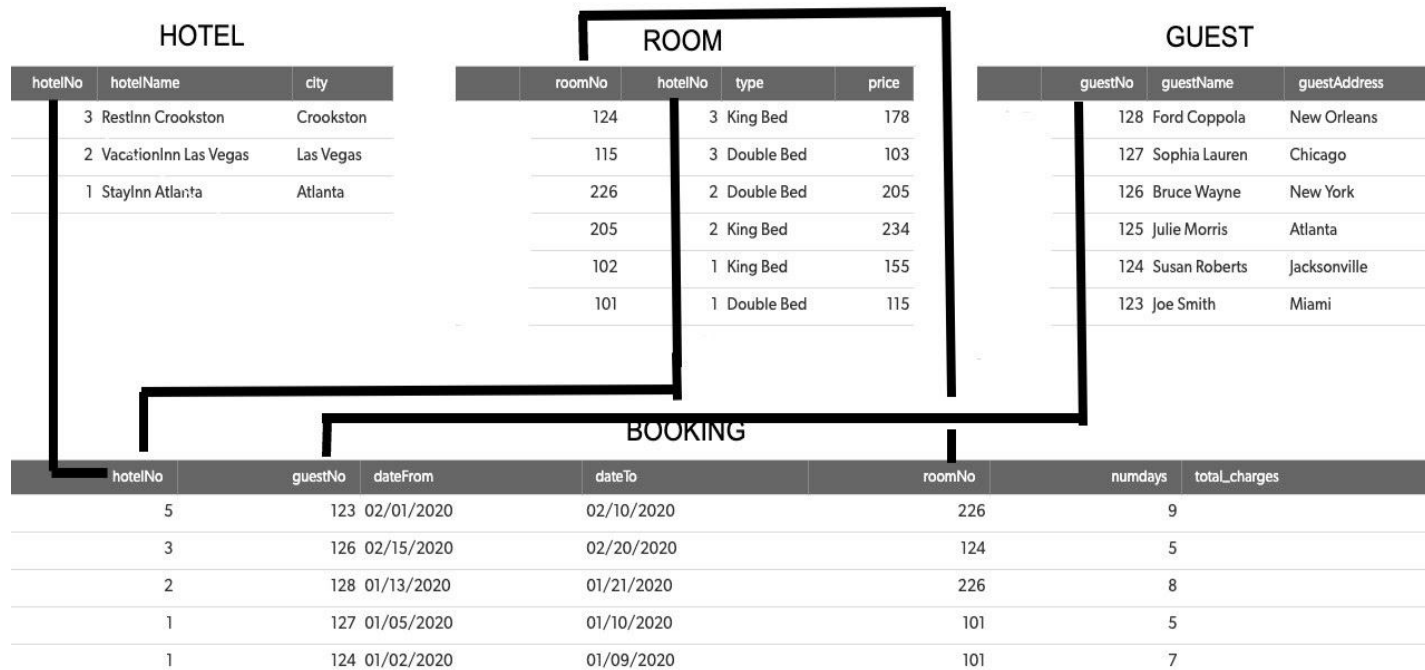 HOTEL ROOM GUEST
hotelNo hotelName city roomNo hotelNo type price guestNo guestName guestAddress
3 RestInn Crookston Crookston 124 3 King Bed 178 128 Ford Coppola New Orleans
2 VacationInn Las Vegas Las Vegas 115 3 Double Bed 103 127 Sophia Lauren Chicago
1 StayInn Atlanta Atlanta 226 2 Double Bed 205 126 Bruce Wayne New York
205 2 King Bed 234 125 Julie Morris Atlanta
102 1 King Bed 155 124 Susan Roberts Jacksonville
101 1 Double Bed 115 123 Joe Smith Miami
BOOKING
hotelNo guestNo dateFrom dateTo roomNo numdays total_charges
5 123 02/01/2020 02/10/2020 226 9
3 126 02/15/2020 02/20/2020 124 5
2 128 01/13/2020 01/21/2020 226 8
1 127 01/05/2020 01/10/2020 101 5
1 124 01/02/2020 01/09/2020 101 7